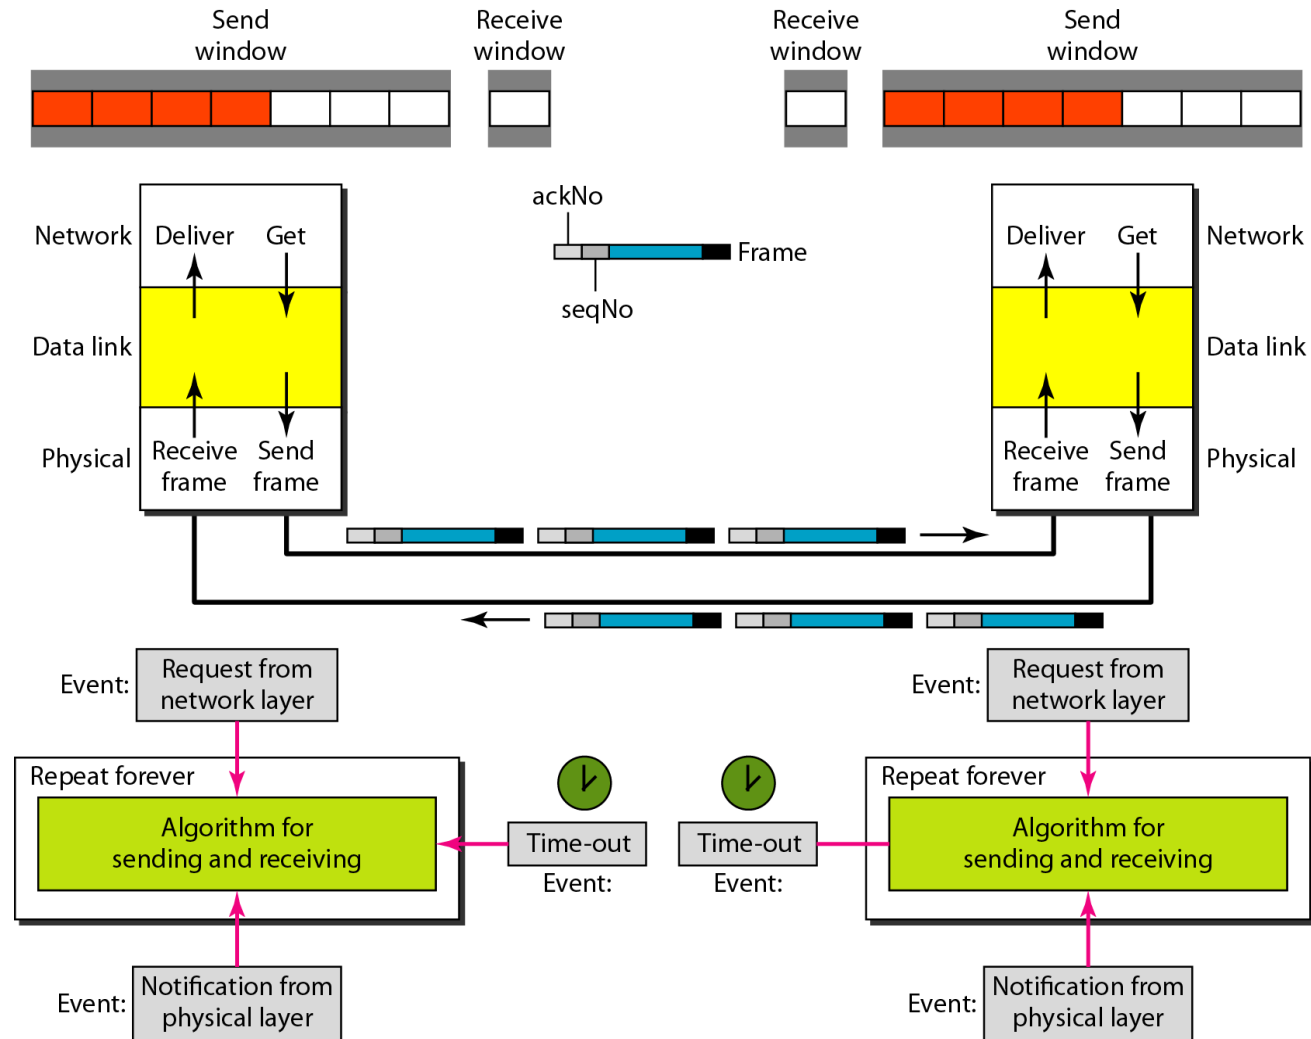 Send
window
Receive
window
Receive
window
Send
window
ackNo
Frame
seqNo
Network
Deliver
Get
Data link
Physical
Receive
frame
Send
frame
Deliver
Get
Network
Data link
Receive
frame
Send
frame
Physical
Event:
Request from
network layer
Repeat forever
Algorithm for
sending and receiving
Time-out
Event:
Event:
Notification from
physical layer
Event:
Request from
network layer
Repeat forever
Algorithm for
sending and receiving
Time-out
Event:
Event:
Notification from
physical layer